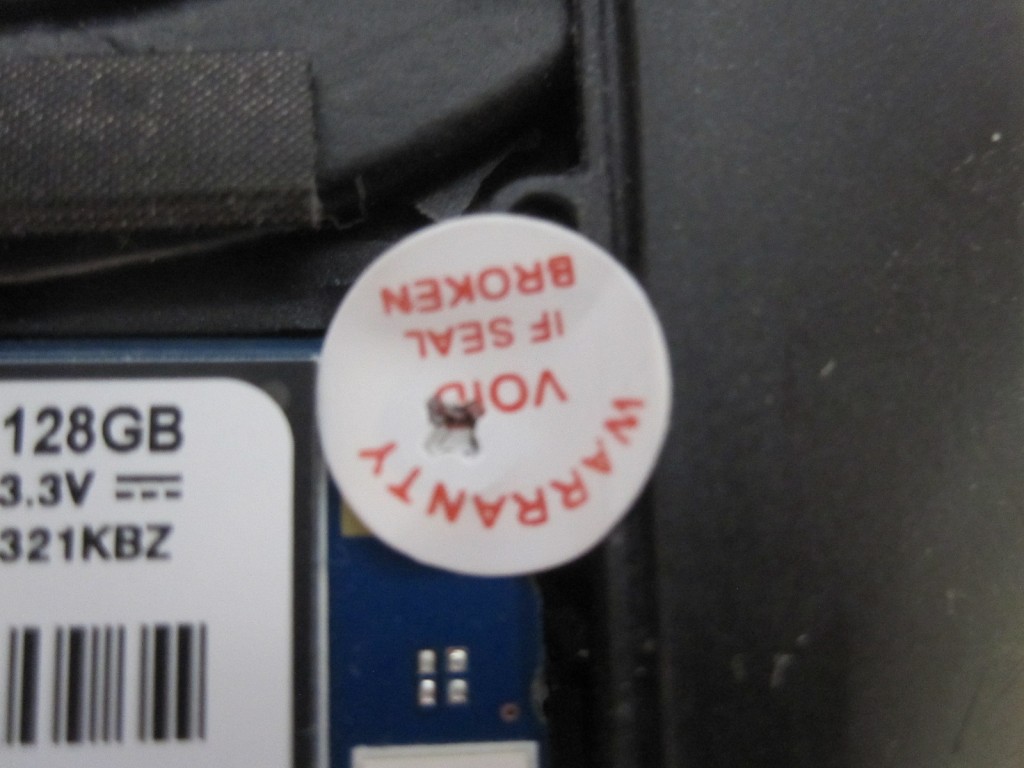 WARRANTY
VOID
IF SEAL
BROKEN
128GB
3.3V
321KBZ